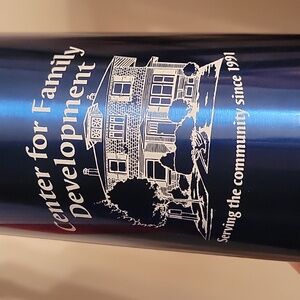 Center for Family
Development
Serving the community since 1991